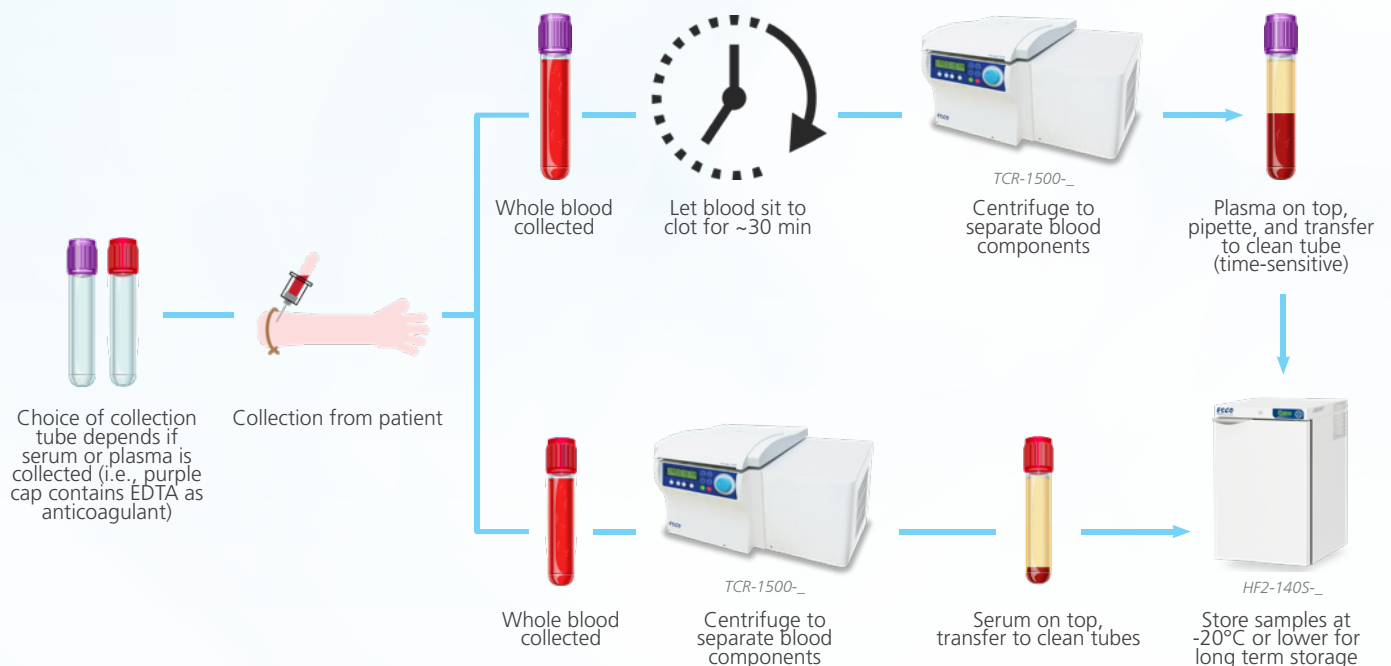 Choice of collection
tube depends if
serum or plasma is
collected (i.e., purple
cap contains EDTA as
anticoagulant)
Collection from patient
Whole blood
collected
Let blood sit to
clot for ~30 min
ESCO
TCR-1500-_
Centrifuge to
separate blood
components
Plasma on top,
pipette, and transfer
to clean tube
(time-sensitive)
Whole blood
collected
ESCO
TCR-1500-_
Centrifuge to
separate blood
components
Serum on top,
transfer to clean tubes
ESCO
HF2-140S-_
Store samples at
-20°C or lower for
long term storage